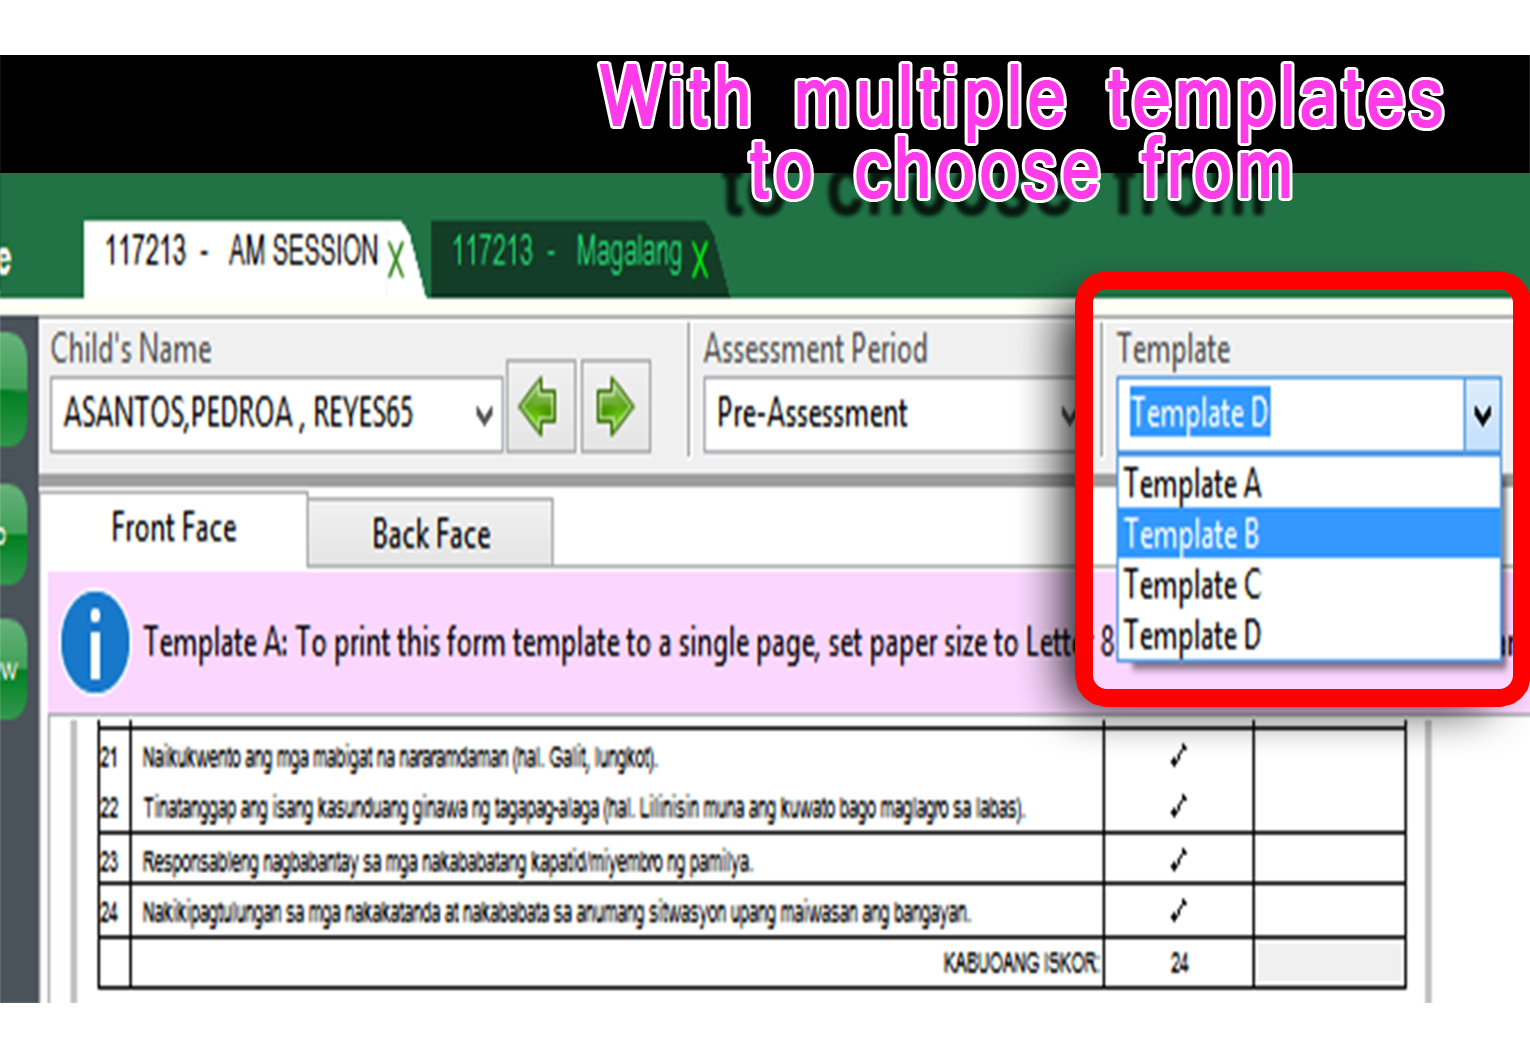 With multiple templates
to choose from
e
117213 - AM SESSION X
117213 - Magalang X
Child's Name
Assessment Period
Template
ASANTOS,PEDROA , REYES65
Pre-Assessment
Template D
Template A
Template B
Template C
Template D
Front Face
Back Face
Template A: To print this form template to a single page, set paper size to Lette 8
21 Naikukwento ang mga mabigat na nararamdaman (hal. Galit, lungkot). ✓
22 Tinatanggap ang isang kasunduang ginawa ng tagapag-alaga (hal. Lilinisin muna ang kuwato bago maglagro sa labas). ✓
23 Responsableng nagbabantay sa mga nakababatang kapatid/miyembro ng pamilya. ✓
24 Nakikipagtulungan sa mga nakakatanda at nakababata sa anumang sitwasyon upang maiwasan ang bangayan. ✓
KABUOANG ISKOR: 24